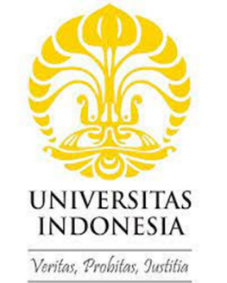 UNIVERSITAS
INDONESIA
Veritas, Probitas, Iustitia